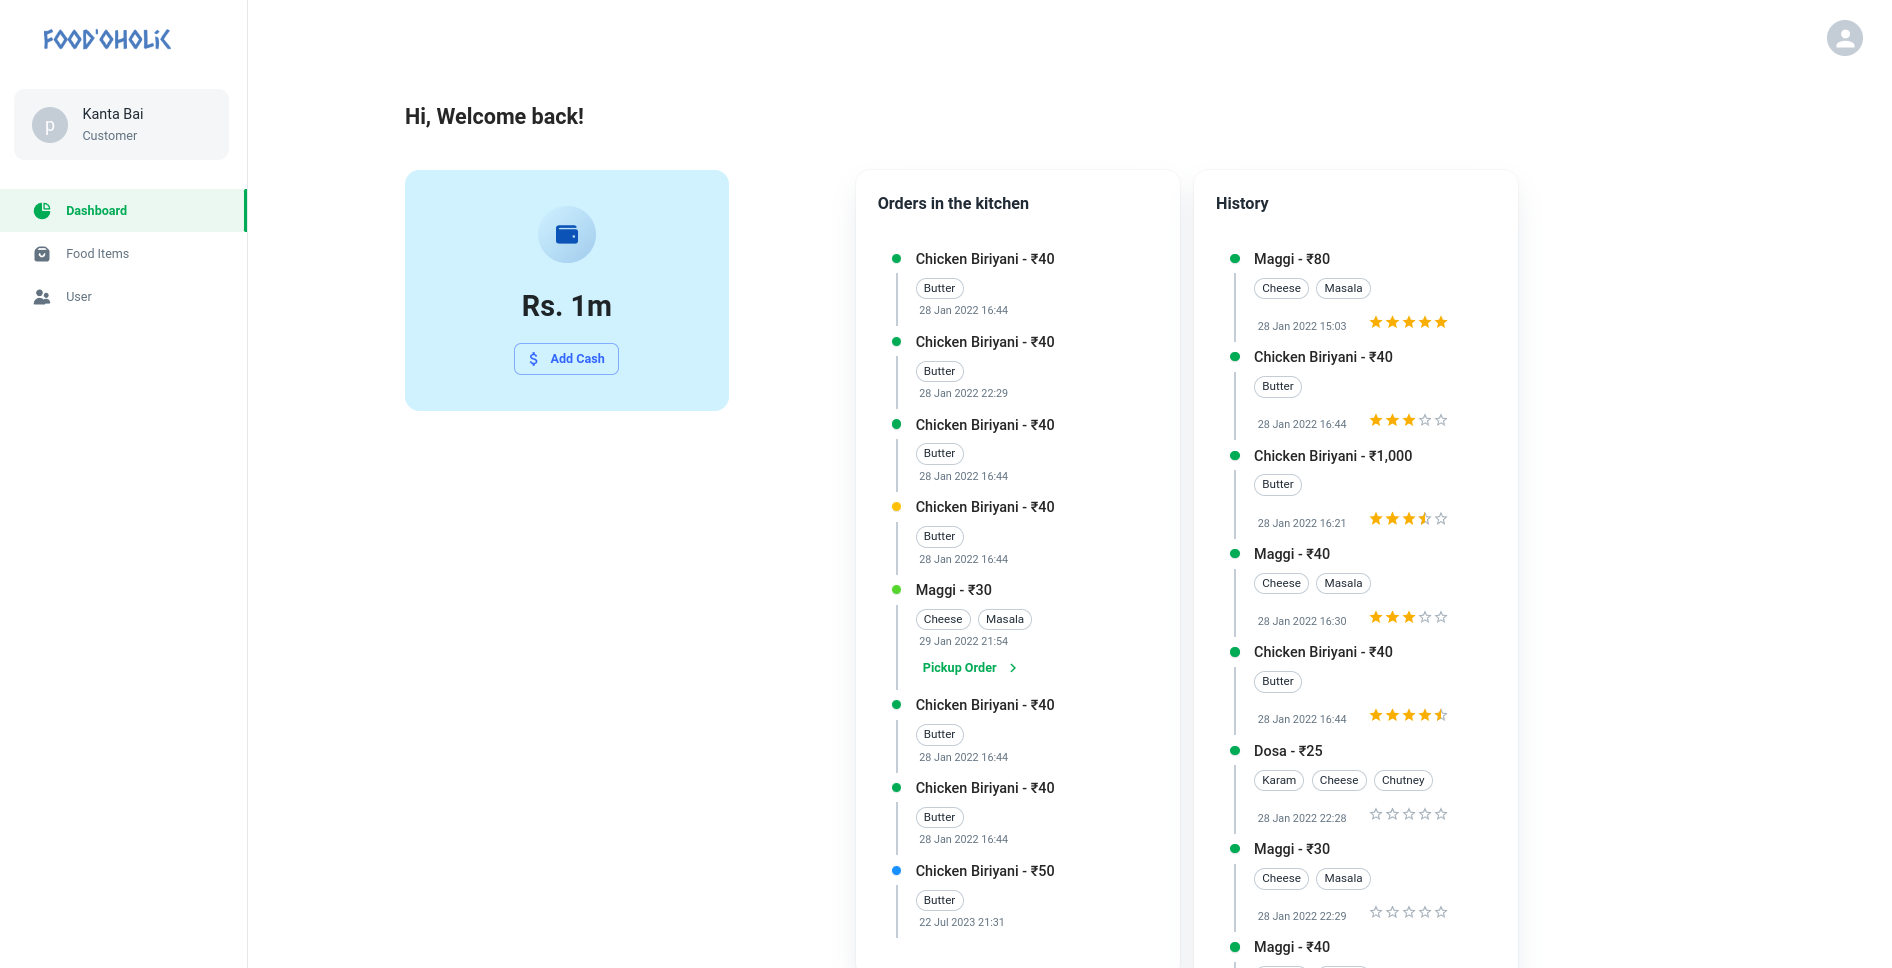 FOOD'OHOLIC
p
Kanta Bai
Customer
Dashboard
Food Items
User
Hi, Welcome back!
Rs. 1m
$ Add Cash
Orders in the kitchen
Chicken Biriyani - ₹40
Butter
28 Jan 2022 16:44
Chicken Biriyani - ₹40
Butter
28 Jan 2022 22:29
Chicken Biriyani - ₹40
Butter
28 Jan 2022 16:44
Chicken Biriyani - ₹40
Butter
28 Jan 2022 16:44
Maggi - ₹30
Cheese Masala
29 Jan 2022 21:54
Pickup Order
Chicken Biriyani - ₹40
Butter
28 Jan 2022 16:44
Chicken Biriyani - ₹40
Butter
28 Jan 2022 16:44
Chicken Biriyani - ₹50
Butter
22 Jul 2023 21:31
History
Maggi - ₹80
Cheese Masala
28 Jan 2022 15:03
Chicken Biriyani - ₹40
Butter
28 Jan 2022 16:44
Chicken Biriyani - ₹1,000
Butter
28 Jan 2022 16:21
Maggi - ₹40
Cheese Masala
28 Jan 2022 16:30
Chicken Biriyani - ₹40
Butter
28 Jan 2022 16:44
Dosa - ₹25
Karam Cheese Chutney
28 Jan 2022 22:28
Maggi - ₹30
Cheese Masala
28 Jan 2022 22:29
Maggi - ₹40